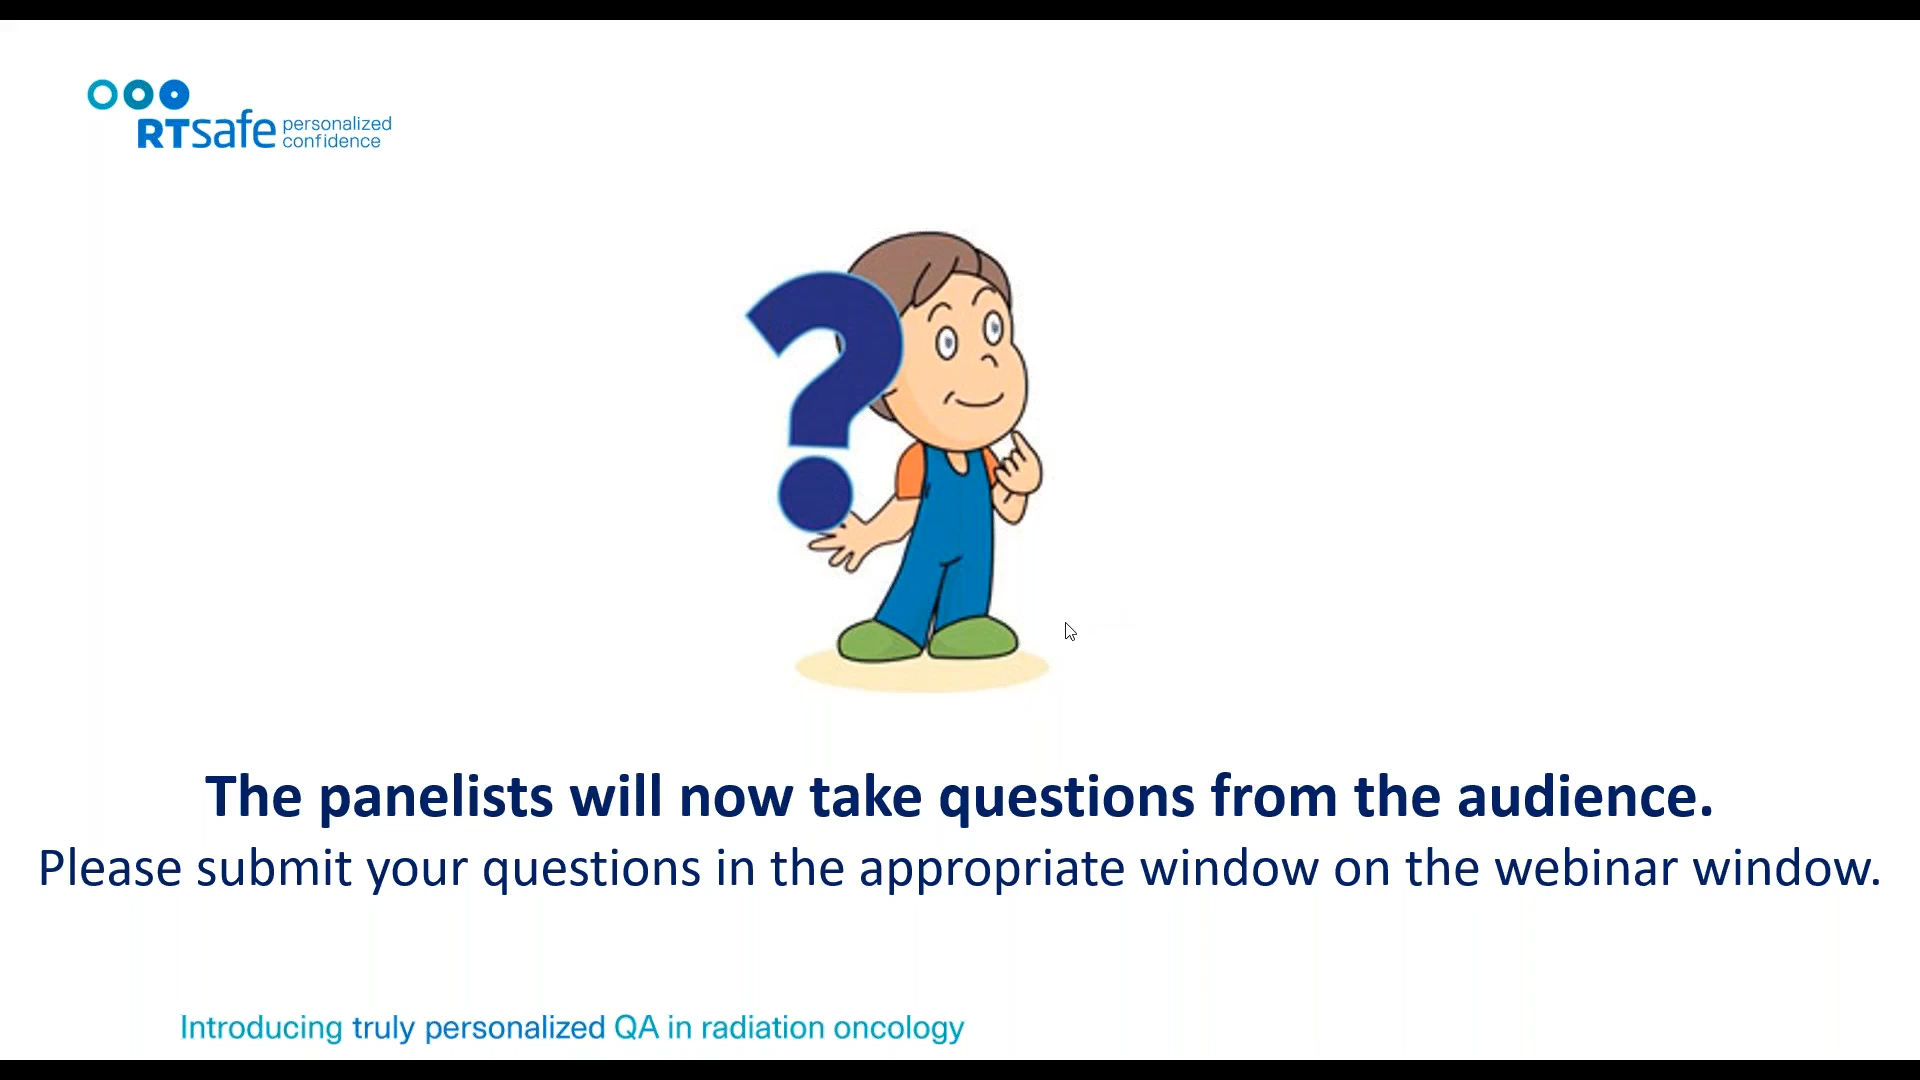 RTsafe personalized
confidence
?
The panelists will now take questions from the audience.
Please submit your questions in the appropriate window on the webinar window.
Introducing truly personalized QA in radiation oncology